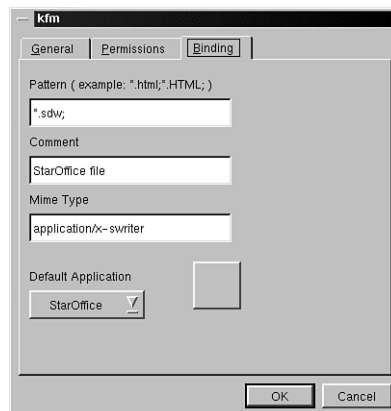 kfm
General Permissions Binding
Pattern ( example: *.html;*.HTML; )
*.sdw;
Comment
StarOffice file
Mime Type
application/x-swriter
Default Application
StarOffice
OK Cancel